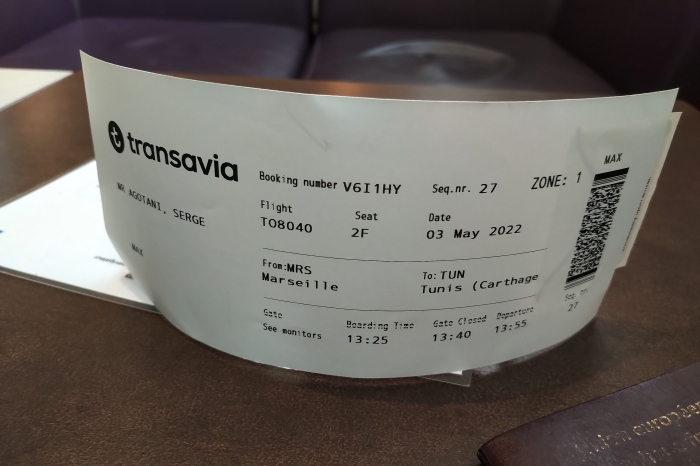 transavia
MR AGOTANI, SERGE
MAX
Booking number V6I1HY
Seq.nr. 27
ZONE: 1
MAX
Flight
TO8040
Seat
2F
Date
03 May 2022
From:MRS
Marseille
To:TUN
Tunis (Carthage
Gate
See monitors
Boarding Time
13:25
Gate Closed
13:40
Departure
13:55
27